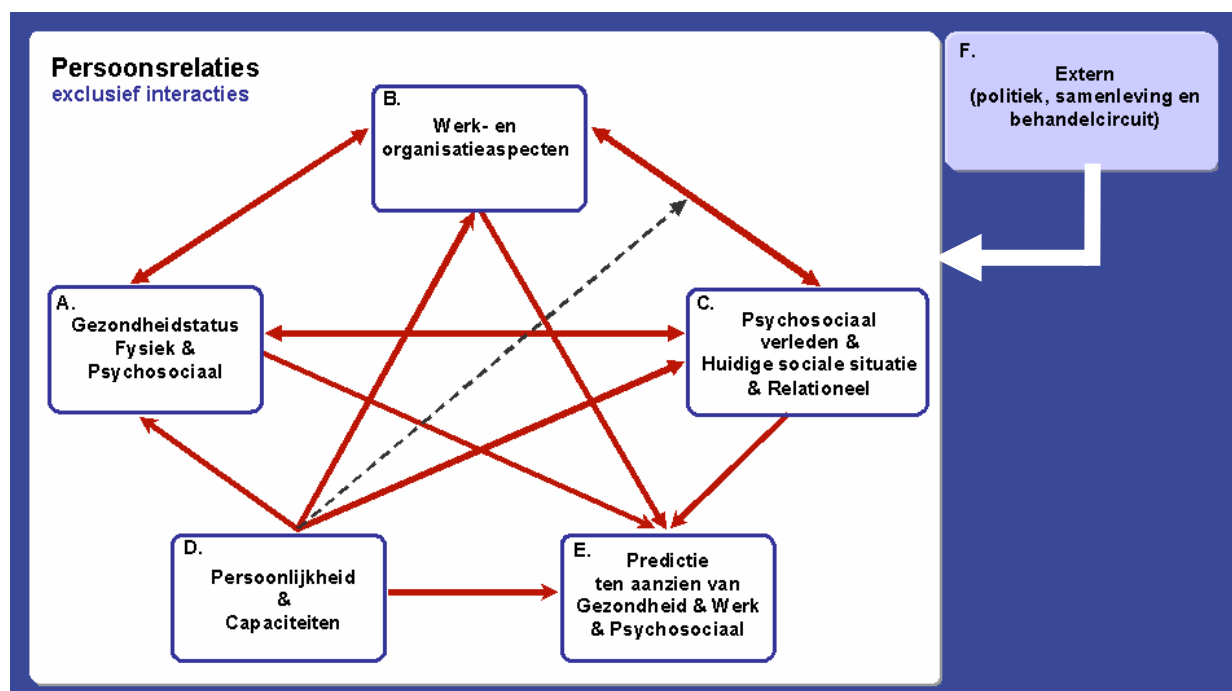 Persoonsrelaties
exclusief interacties
B.
Werk- en
organisatieaspecten
F.
Extern
(politiek, samenleving en
behandelcircuit)
A.
Gezondheidstatus
Fysiek &
Psychosociaal
C.
Psychosociaal
verleden &
Huidige sociale situatie
& Relationeel
D.
Persoonlijkheid
&
Capaciteiten
E.
Predictie
ten aanzien van
Gezondheid & Werk
& Psychosociaal